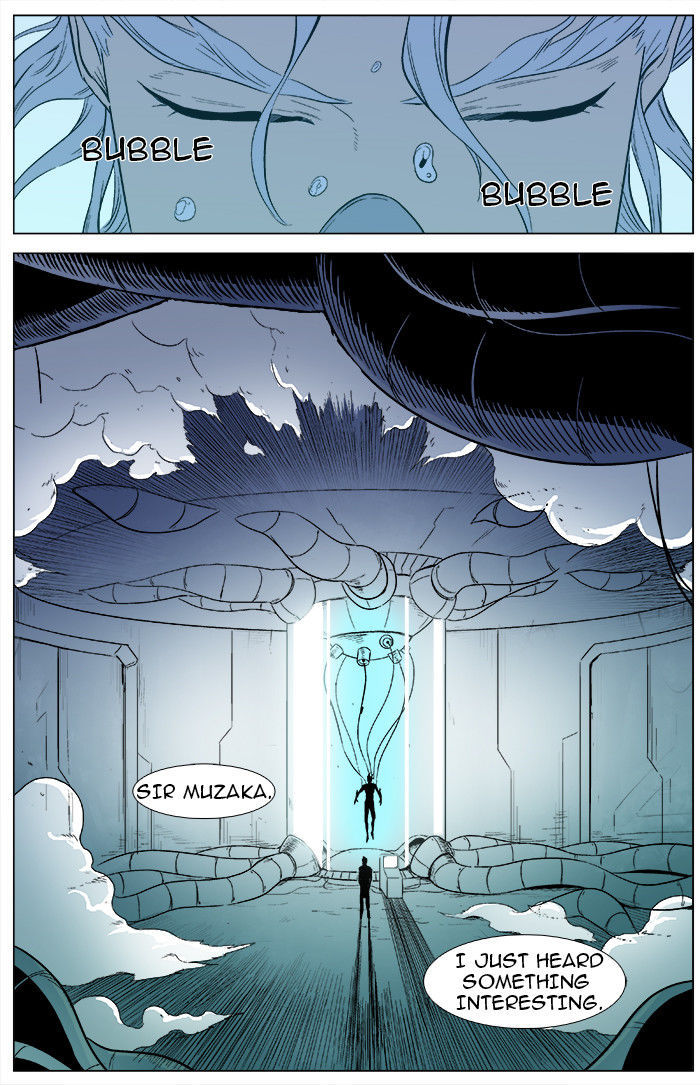 BUBBLE
BUBBLE
SIR MUZAKA.
I JUST HEARD
SOMETHING
INTERESTING.